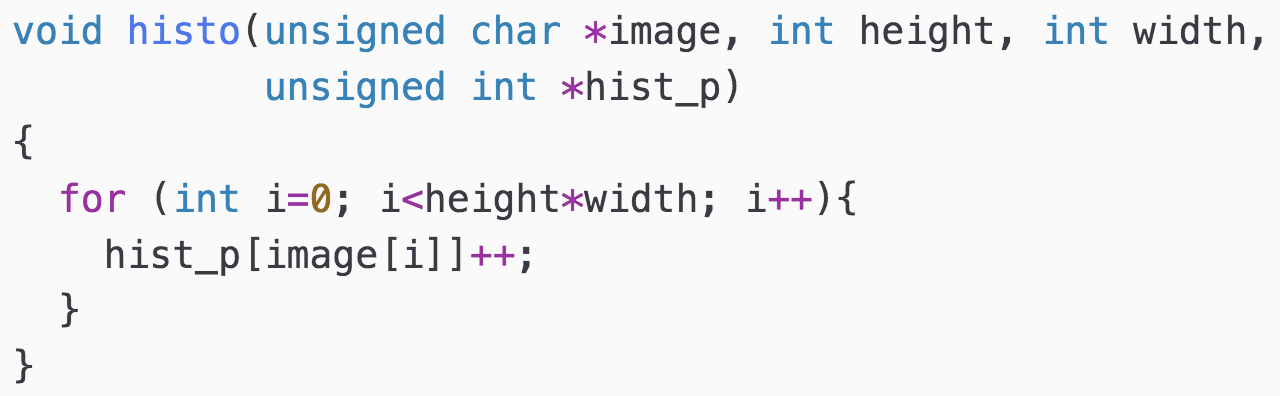 void histo(unsigned char *image, int height, int width,
           unsigned int *hist_p)
{
  for (int i=0; i<height*width; i++){
    hist_p[image[i]]++;
  }
}